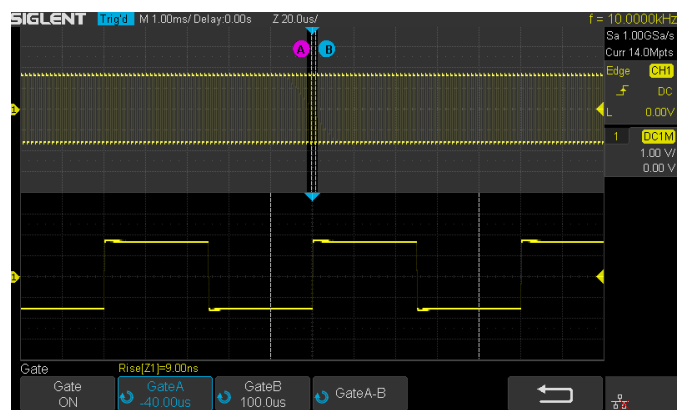 SIGLENT Trig'd M 1.00ms/ Delay:0.00s Z 20.0us/ f = 10.0000kHz
Sa 1.00GSa/s
Curr 14.0Mpts
A B
Edge CH1
DC
L 0.00V
1 DC1M
1.00 V/
0.00 V
1
1
Gate Rise[Z1]=9.00ns
Gate GateA GateB GateA-B
ON -40.00us 100.0us